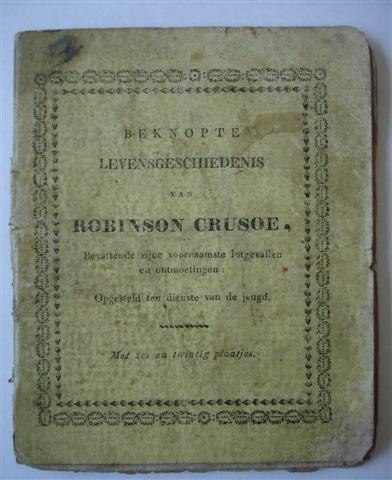 BEKNOPTE
LEVENSGESCHIEDENIS
VAN
ROBINSON CRUSOE,
Bevattende zijne voornaamste lotgevallen
en ontmoetingen:
Opgesteld ten dienste van de jeugd.
Met zes en twintig plaatjes.